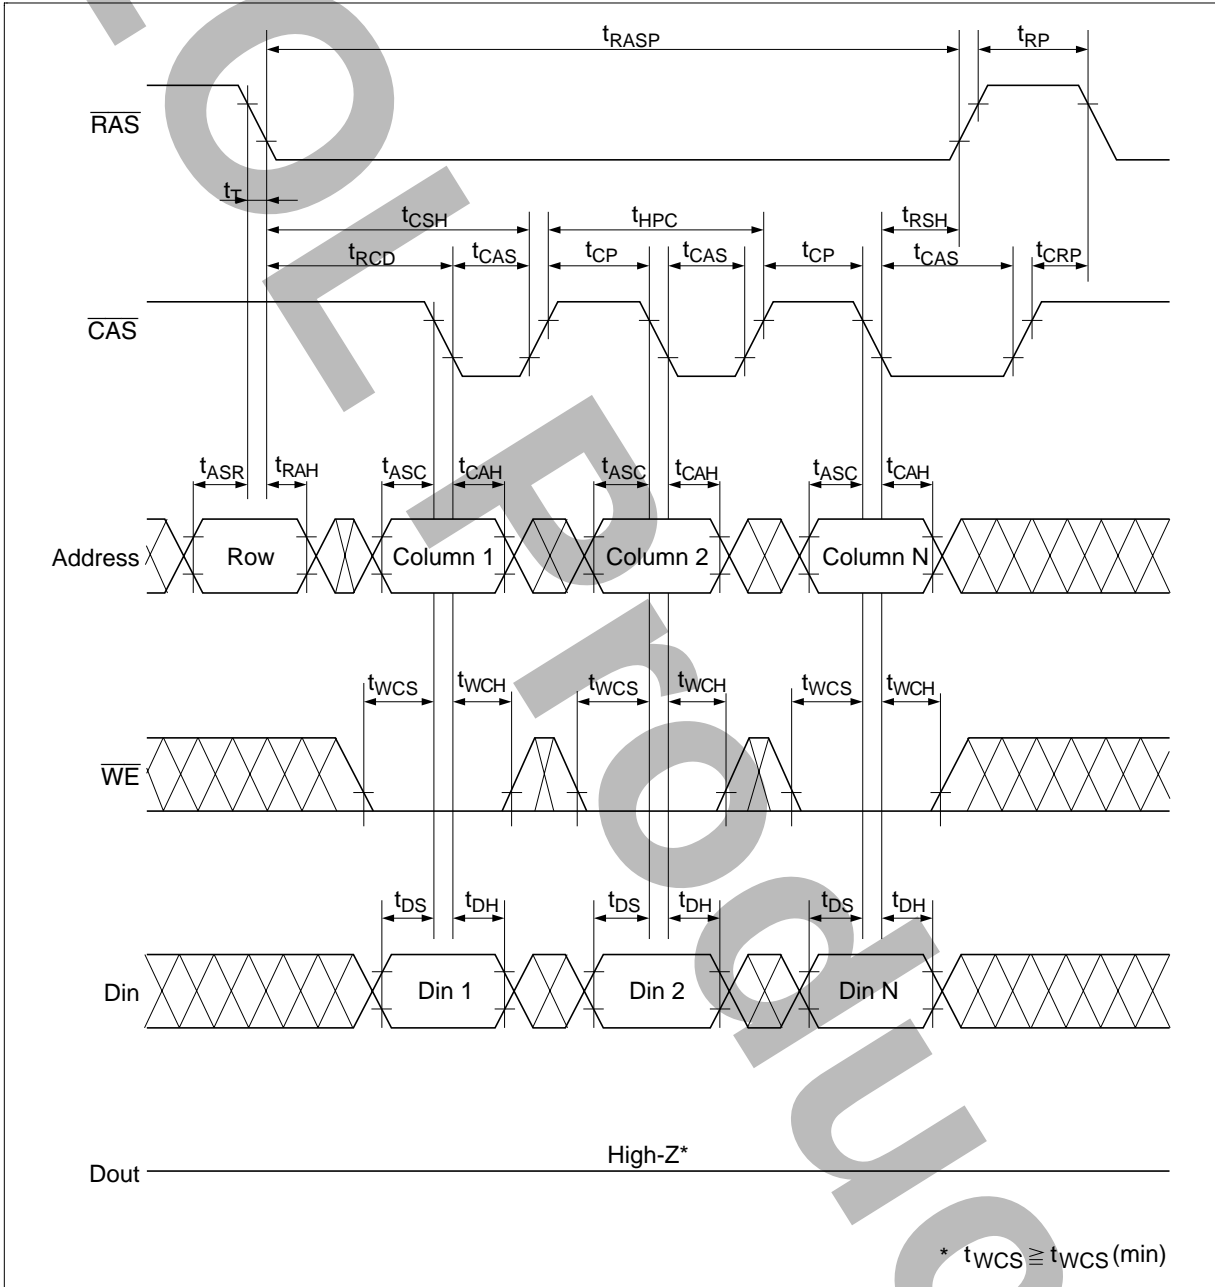 tRASP
tRP
RAS
tT
tCSH
tHPC
tRSH
tRCD
tCAS
tCP
tCAS
tCP
tCAS
tCRP
CAS
tASR
tRAH
tASC
tCAH
tASC
tCAH
tASC
tCAH
Address
Row
Column 1
Column 2
Column N
tWCS
tWCH
tWCS
tWCH
tWCS
tWCH
WE
tDS
tDH
tDS
tDH
tDS
tDH
Din
Din 1
Din 2
Din N
High-Z*
Dout
* tWCS ≧ tWCS (min)
OL Produc